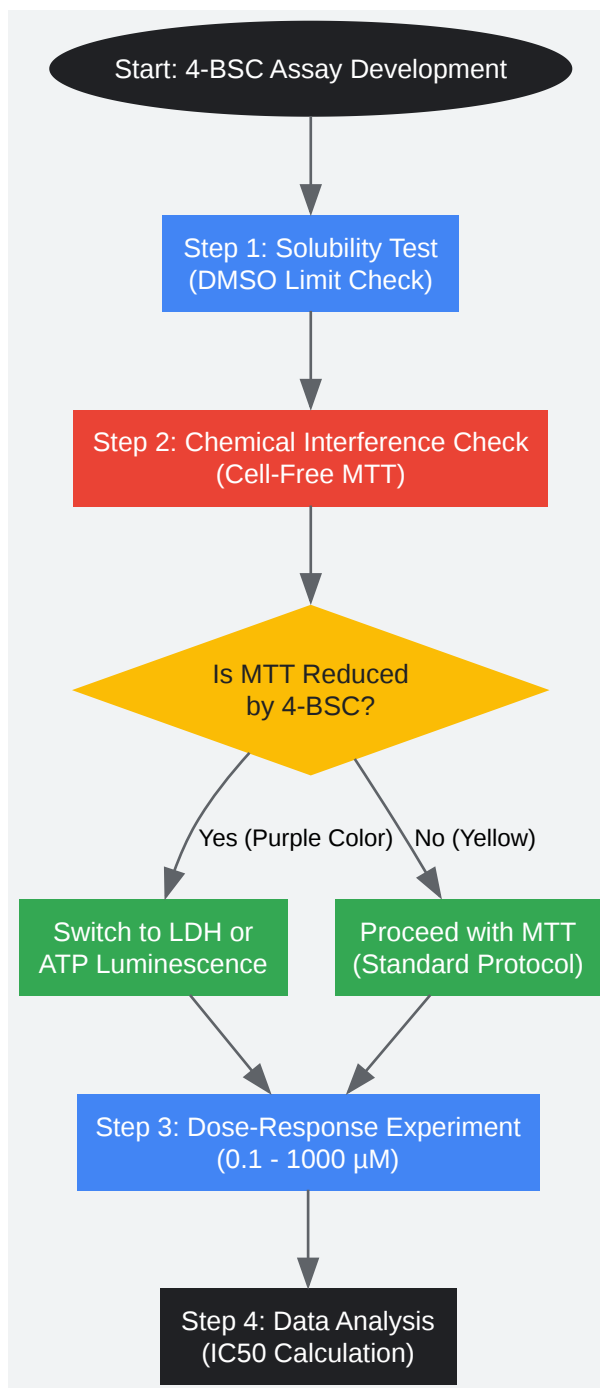 Start: 4-BSC Assay Development
Step 1: Solubility Test
(DMSO Limit Check)
Step 2: Chemical Interference Check
(Cell-Free MTT)
Is MTT Reduced
by 4-BSC?
Yes (Purple Color)
No (Yellow)
Switch to LDH or
ATP Luminescence
Proceed with MTT
(Standard Protocol)
Step 3: Dose-Response Experiment
(0.1 - 1000 µM)
Step 4: Data Analysis
(IC50 Calculation)